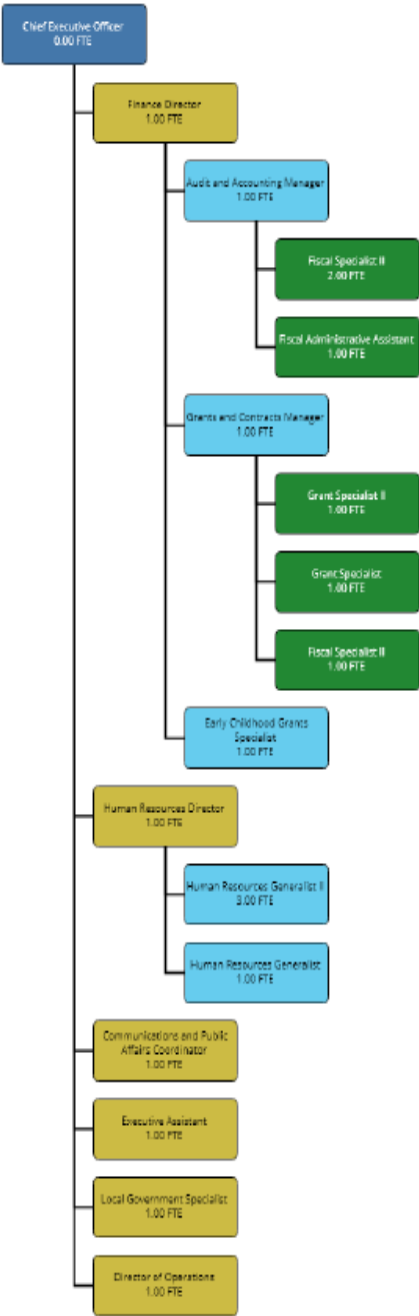 Chief Executive Officer
0.00 FTE
Finance Director
1.00 FTE
Audit and Accounting Manager
1.00 FTE
Fiscal Specialist II
2.00 FTE
Fiscal Administrative Assistant
1.00 FTE
Grants and Contracts Manager
1.00 FTE
Grant Specialist II
1.00 FTE
Grant Specialist
1.00 FTE
Fiscal Specialist II
1.00 FTE
Early Childhood Grants
Specialist
1.00 FTE
Human Resources Director
1.00 FTE
Human Resources Generalist II
3.00 FTE
Human Resources Generalist
1.00 FTE
Communications and Public
Affairs Coordinator
1.00 FTE
Executive Assistant
1.00 FTE
Local Government Specialist
1.00 FTE
Director of Operations
1.00 FTE